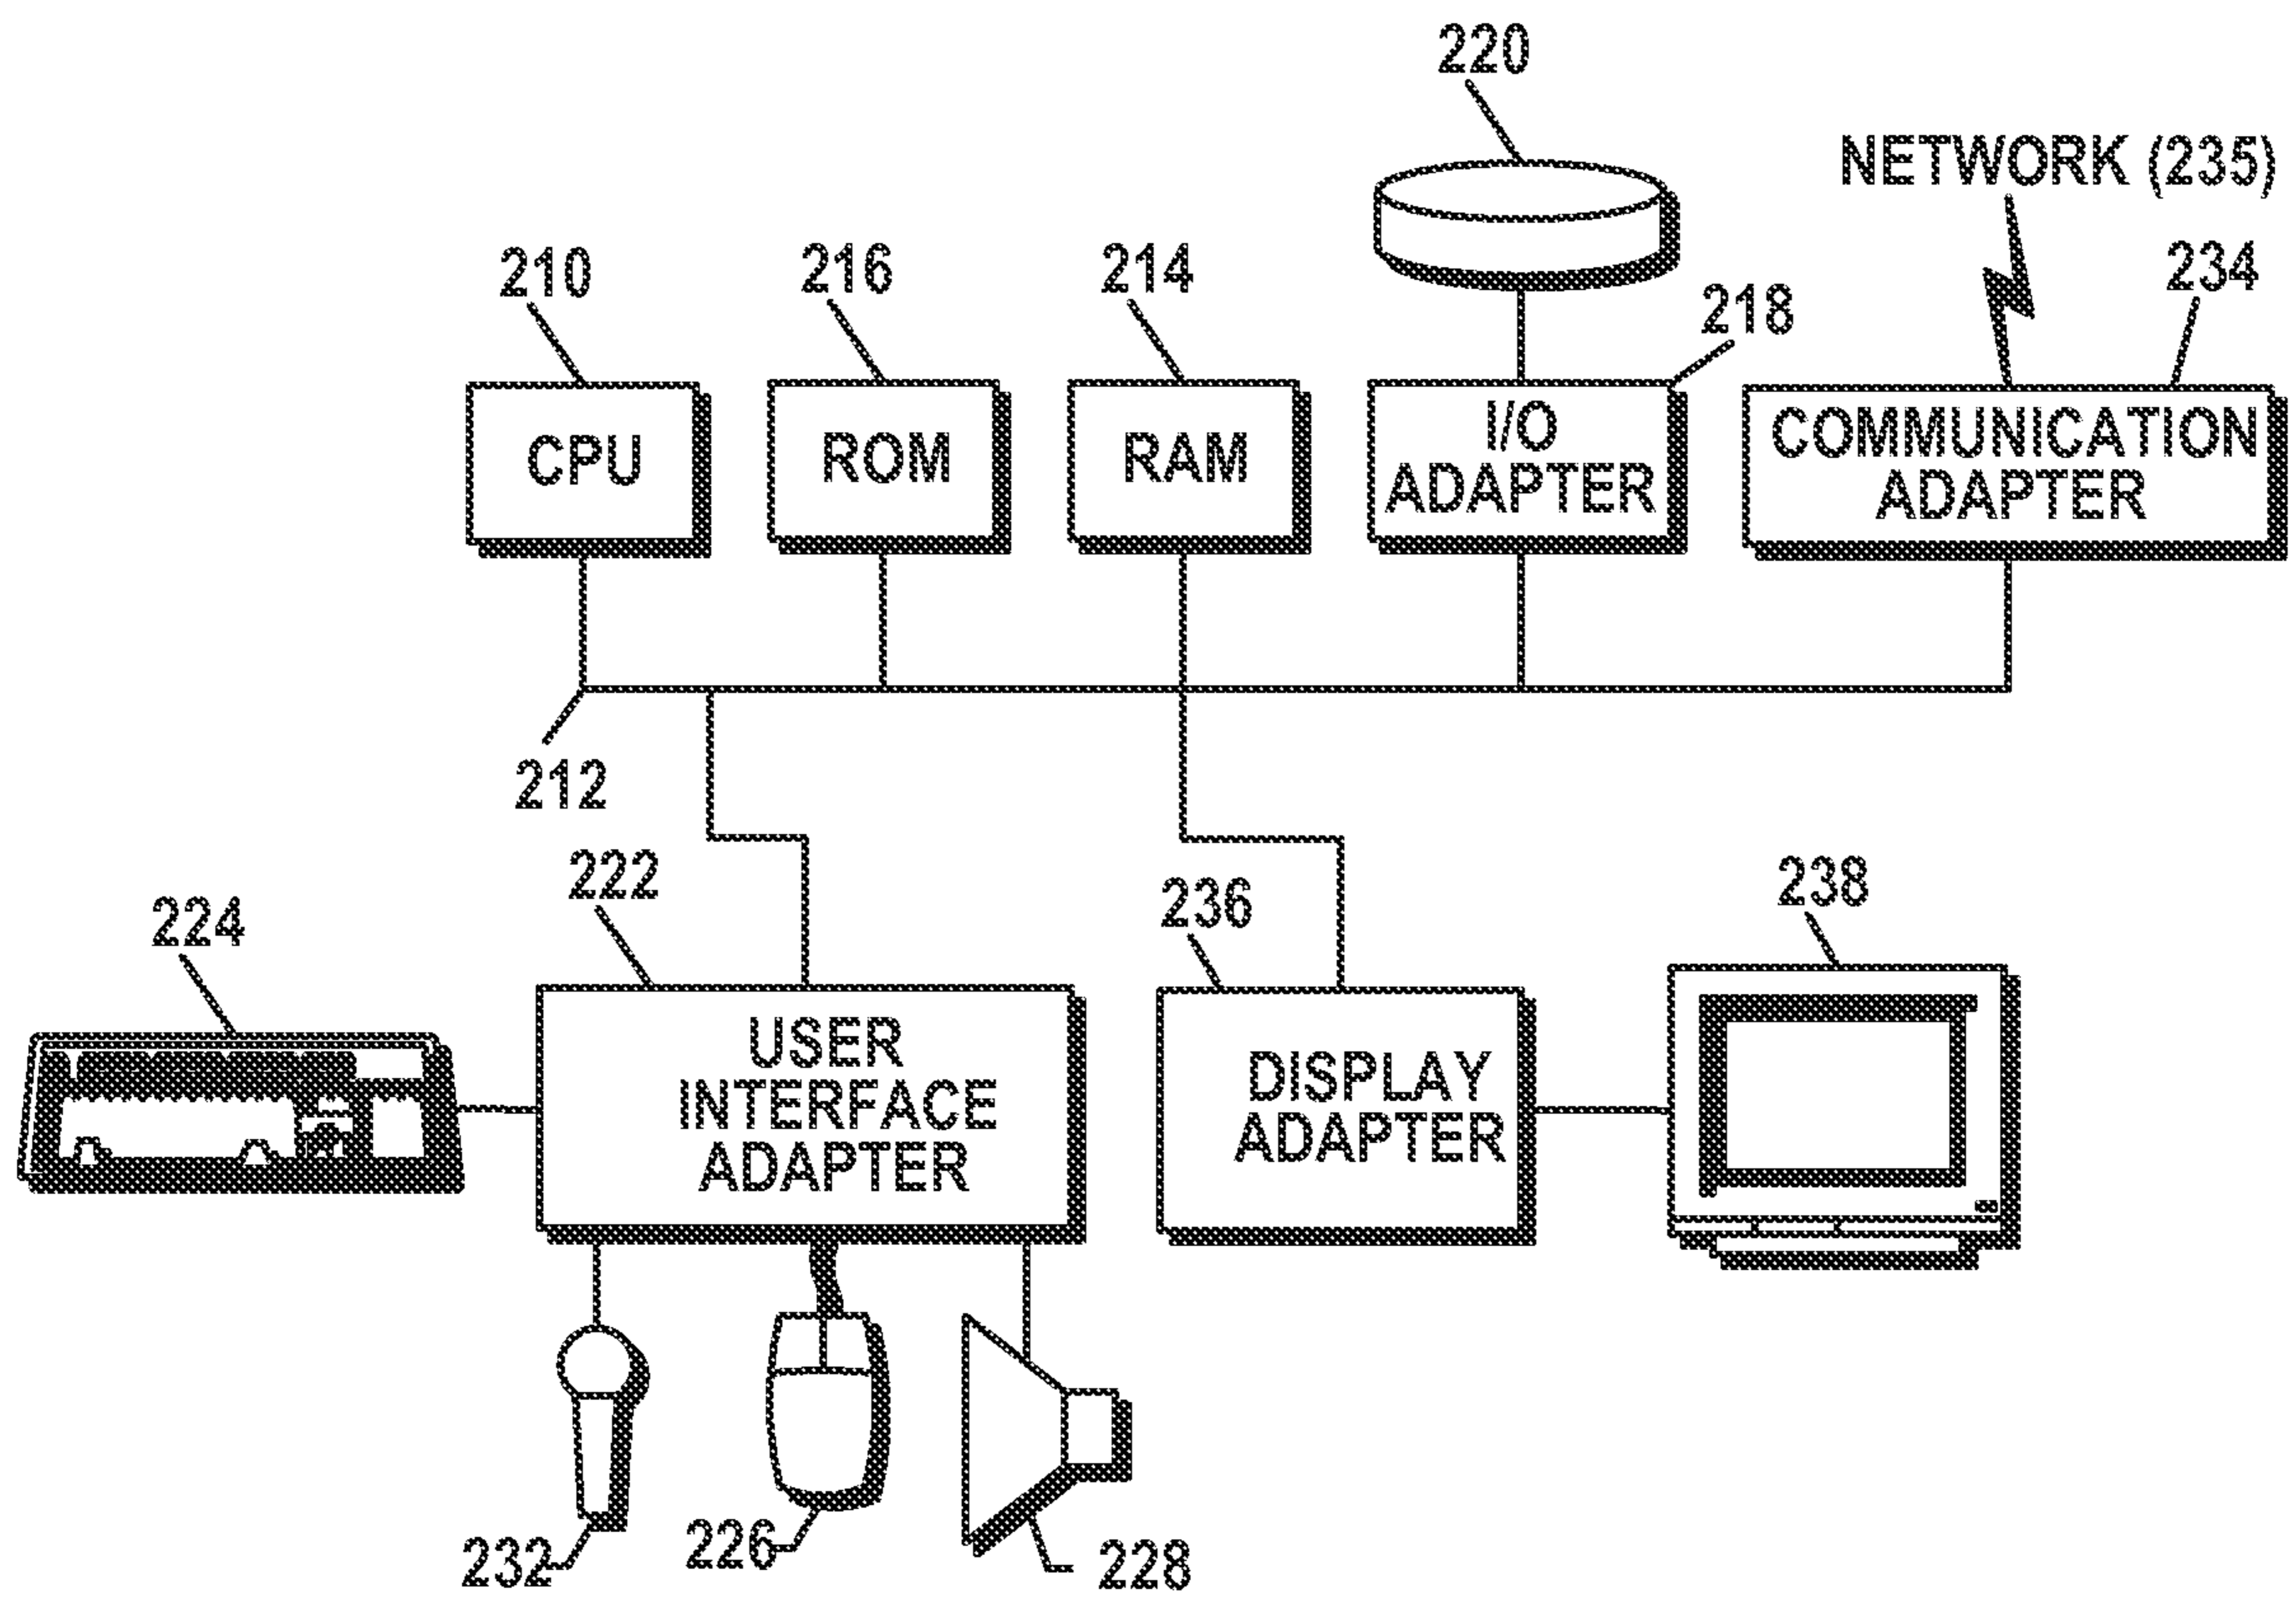 220
NETWORK (235)
210
216
214
218
234
CPU
ROM
RAM
I/O
ADAPTER
COMMUNICATION
ADAPTER
212
222
224
236
238
USER
INTERFACE
ADAPTER
DISPLAY
ADAPTER
232
226
228